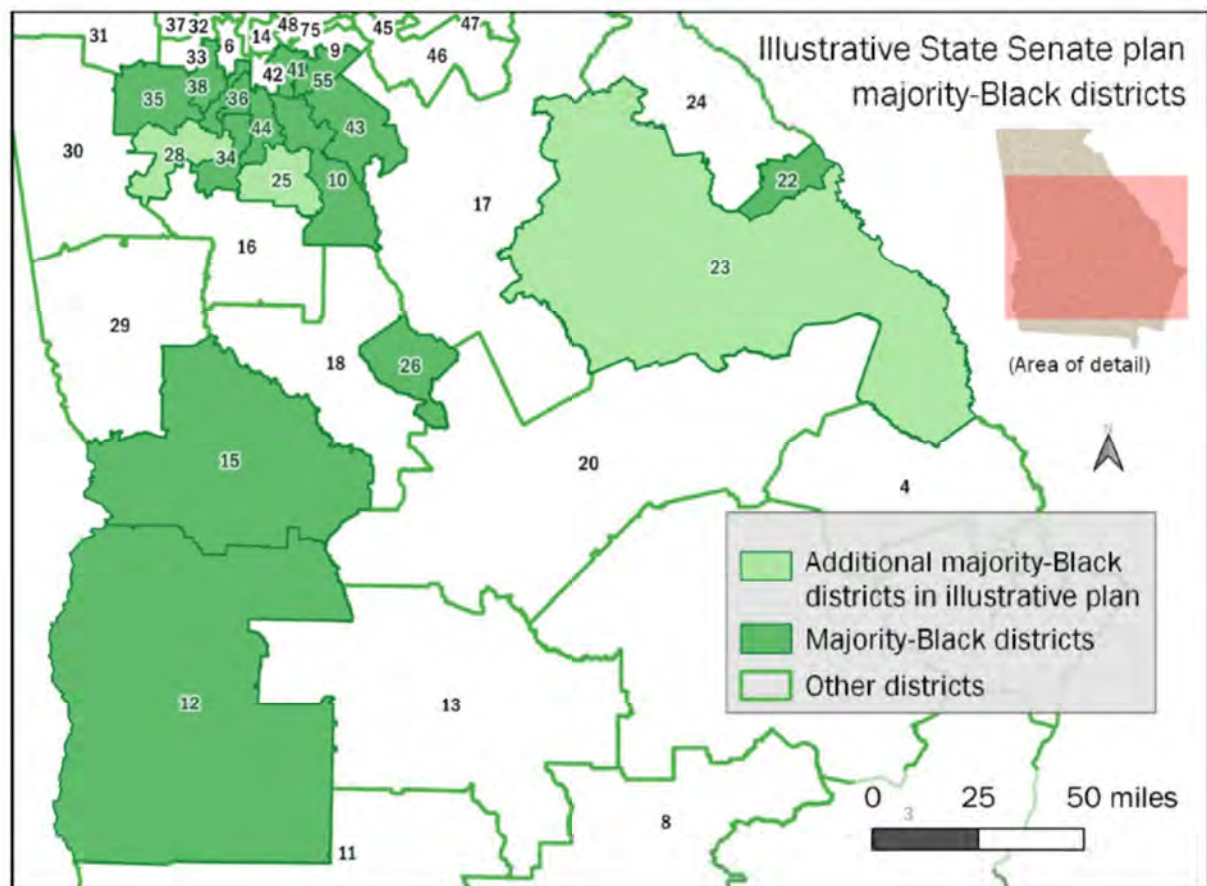 Illustrative State Senate plan
majority-Black districts
37 32 48 75 45 47
31 14
6 9 46
33 42 41
38 55 24
35 36
44 43
30 28 34 22
25 10
17
16
23
29
18 26
(Area of detail)
N
15 20
4
Additional majority-Black
districts in illustrative plan
Majority-Black districts
Other districts
12 13
0 25 50 miles
3
8
11